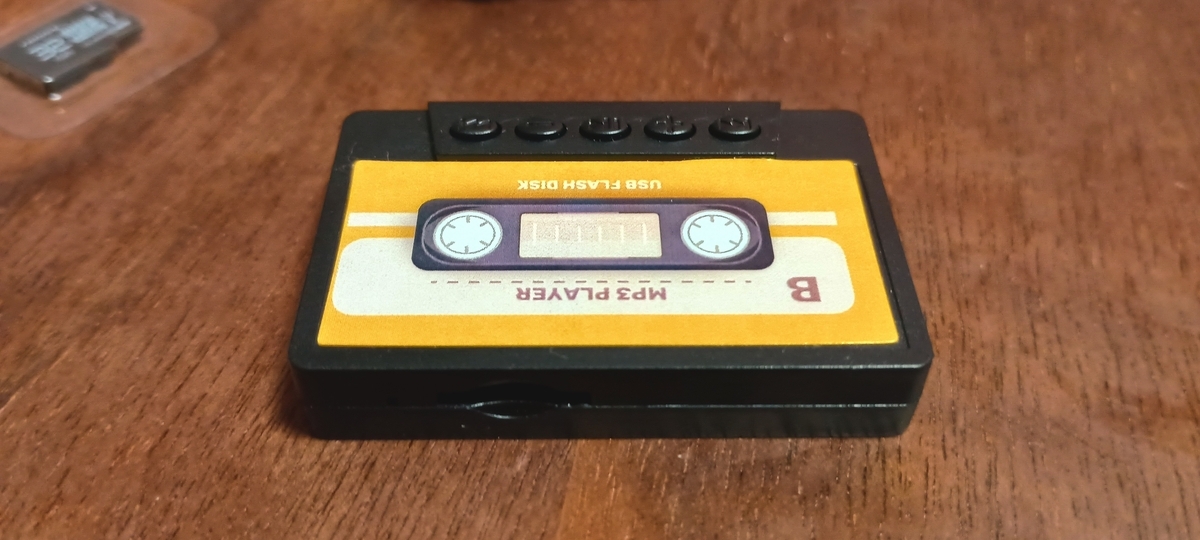 B MP3 PLAYER
USB FLASH DISK